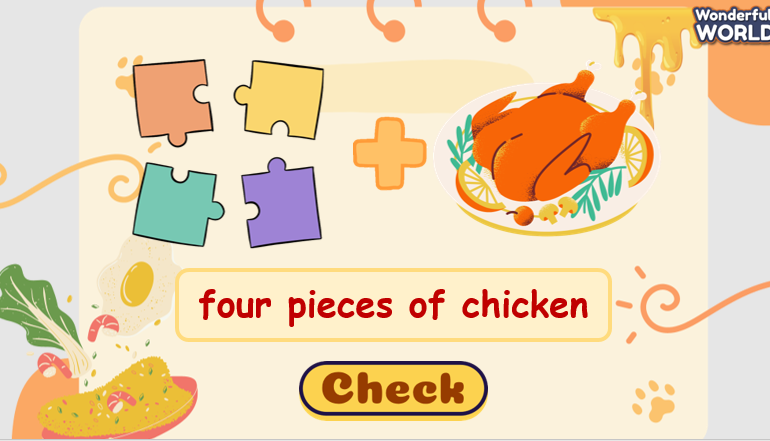 Wonderful
WORLD
four pieces of chicken
Check